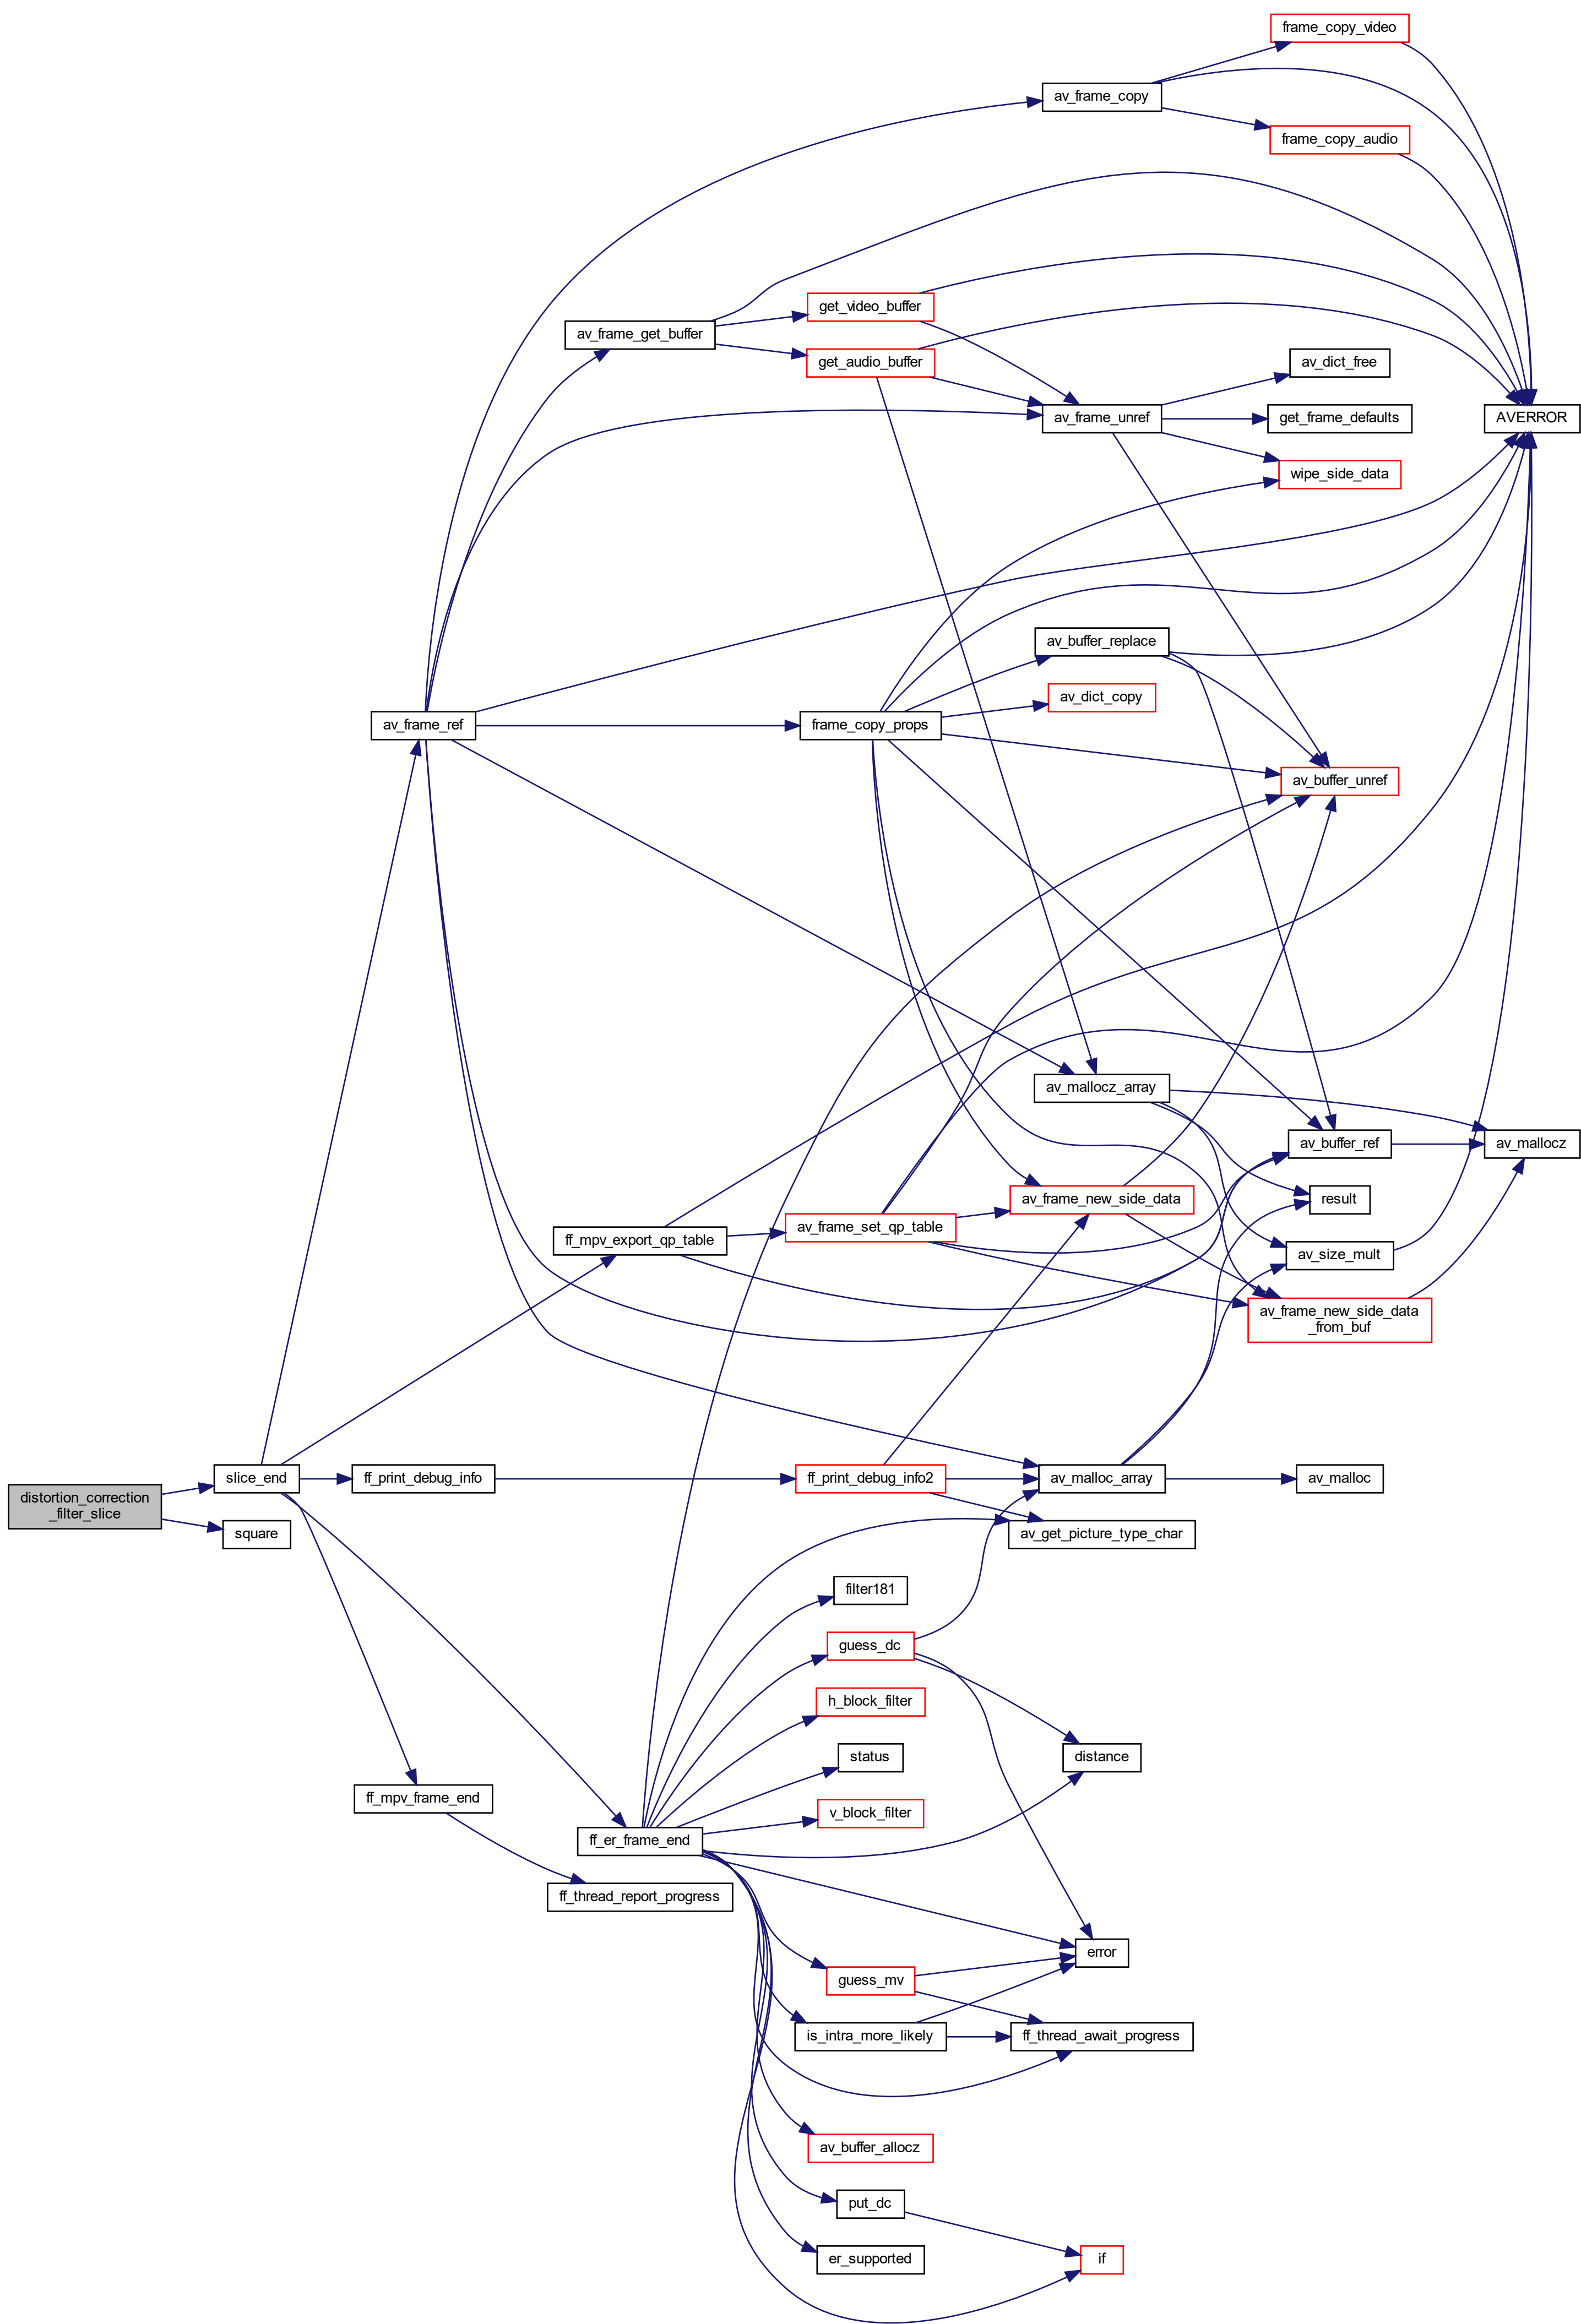 frame_copy_video
av_frame_copy
frame_copy_audio
get_video_buffer
av_frame_get_buffer
get_audio_buffer
av_dict_free
av_frame_unref
get_frame_defaults
AVERROR
wipe_side_data
av_buffer_replace
av_dict_copy
av_frame_ref
frame_copy_props
av_buffer_unref
av_mallocz_array
av_buffer_ref
av_mallocz
av_frame_new_side_data
result
av_frame_set_qp_table
ff_mpv_export_qp_table
av_size_mult
av_frame_new_side_data
_from_buf
slice_end
ff_print_debug_info
ff_print_debug_info2
av_malloc_array
av_malloc
distortion_correction
_filter_slice
square
av_get_picture_type_char
filter181
guess_dc
h_block_filter
status
distance
ff_mpv_frame_end
v_block_filter
ff_er_frame_end
ff_thread_report_progress
error
guess_mv
is_intra_more_likely
ff_thread_await_progress
av_buffer_allocz
put_dc
er_supported
if